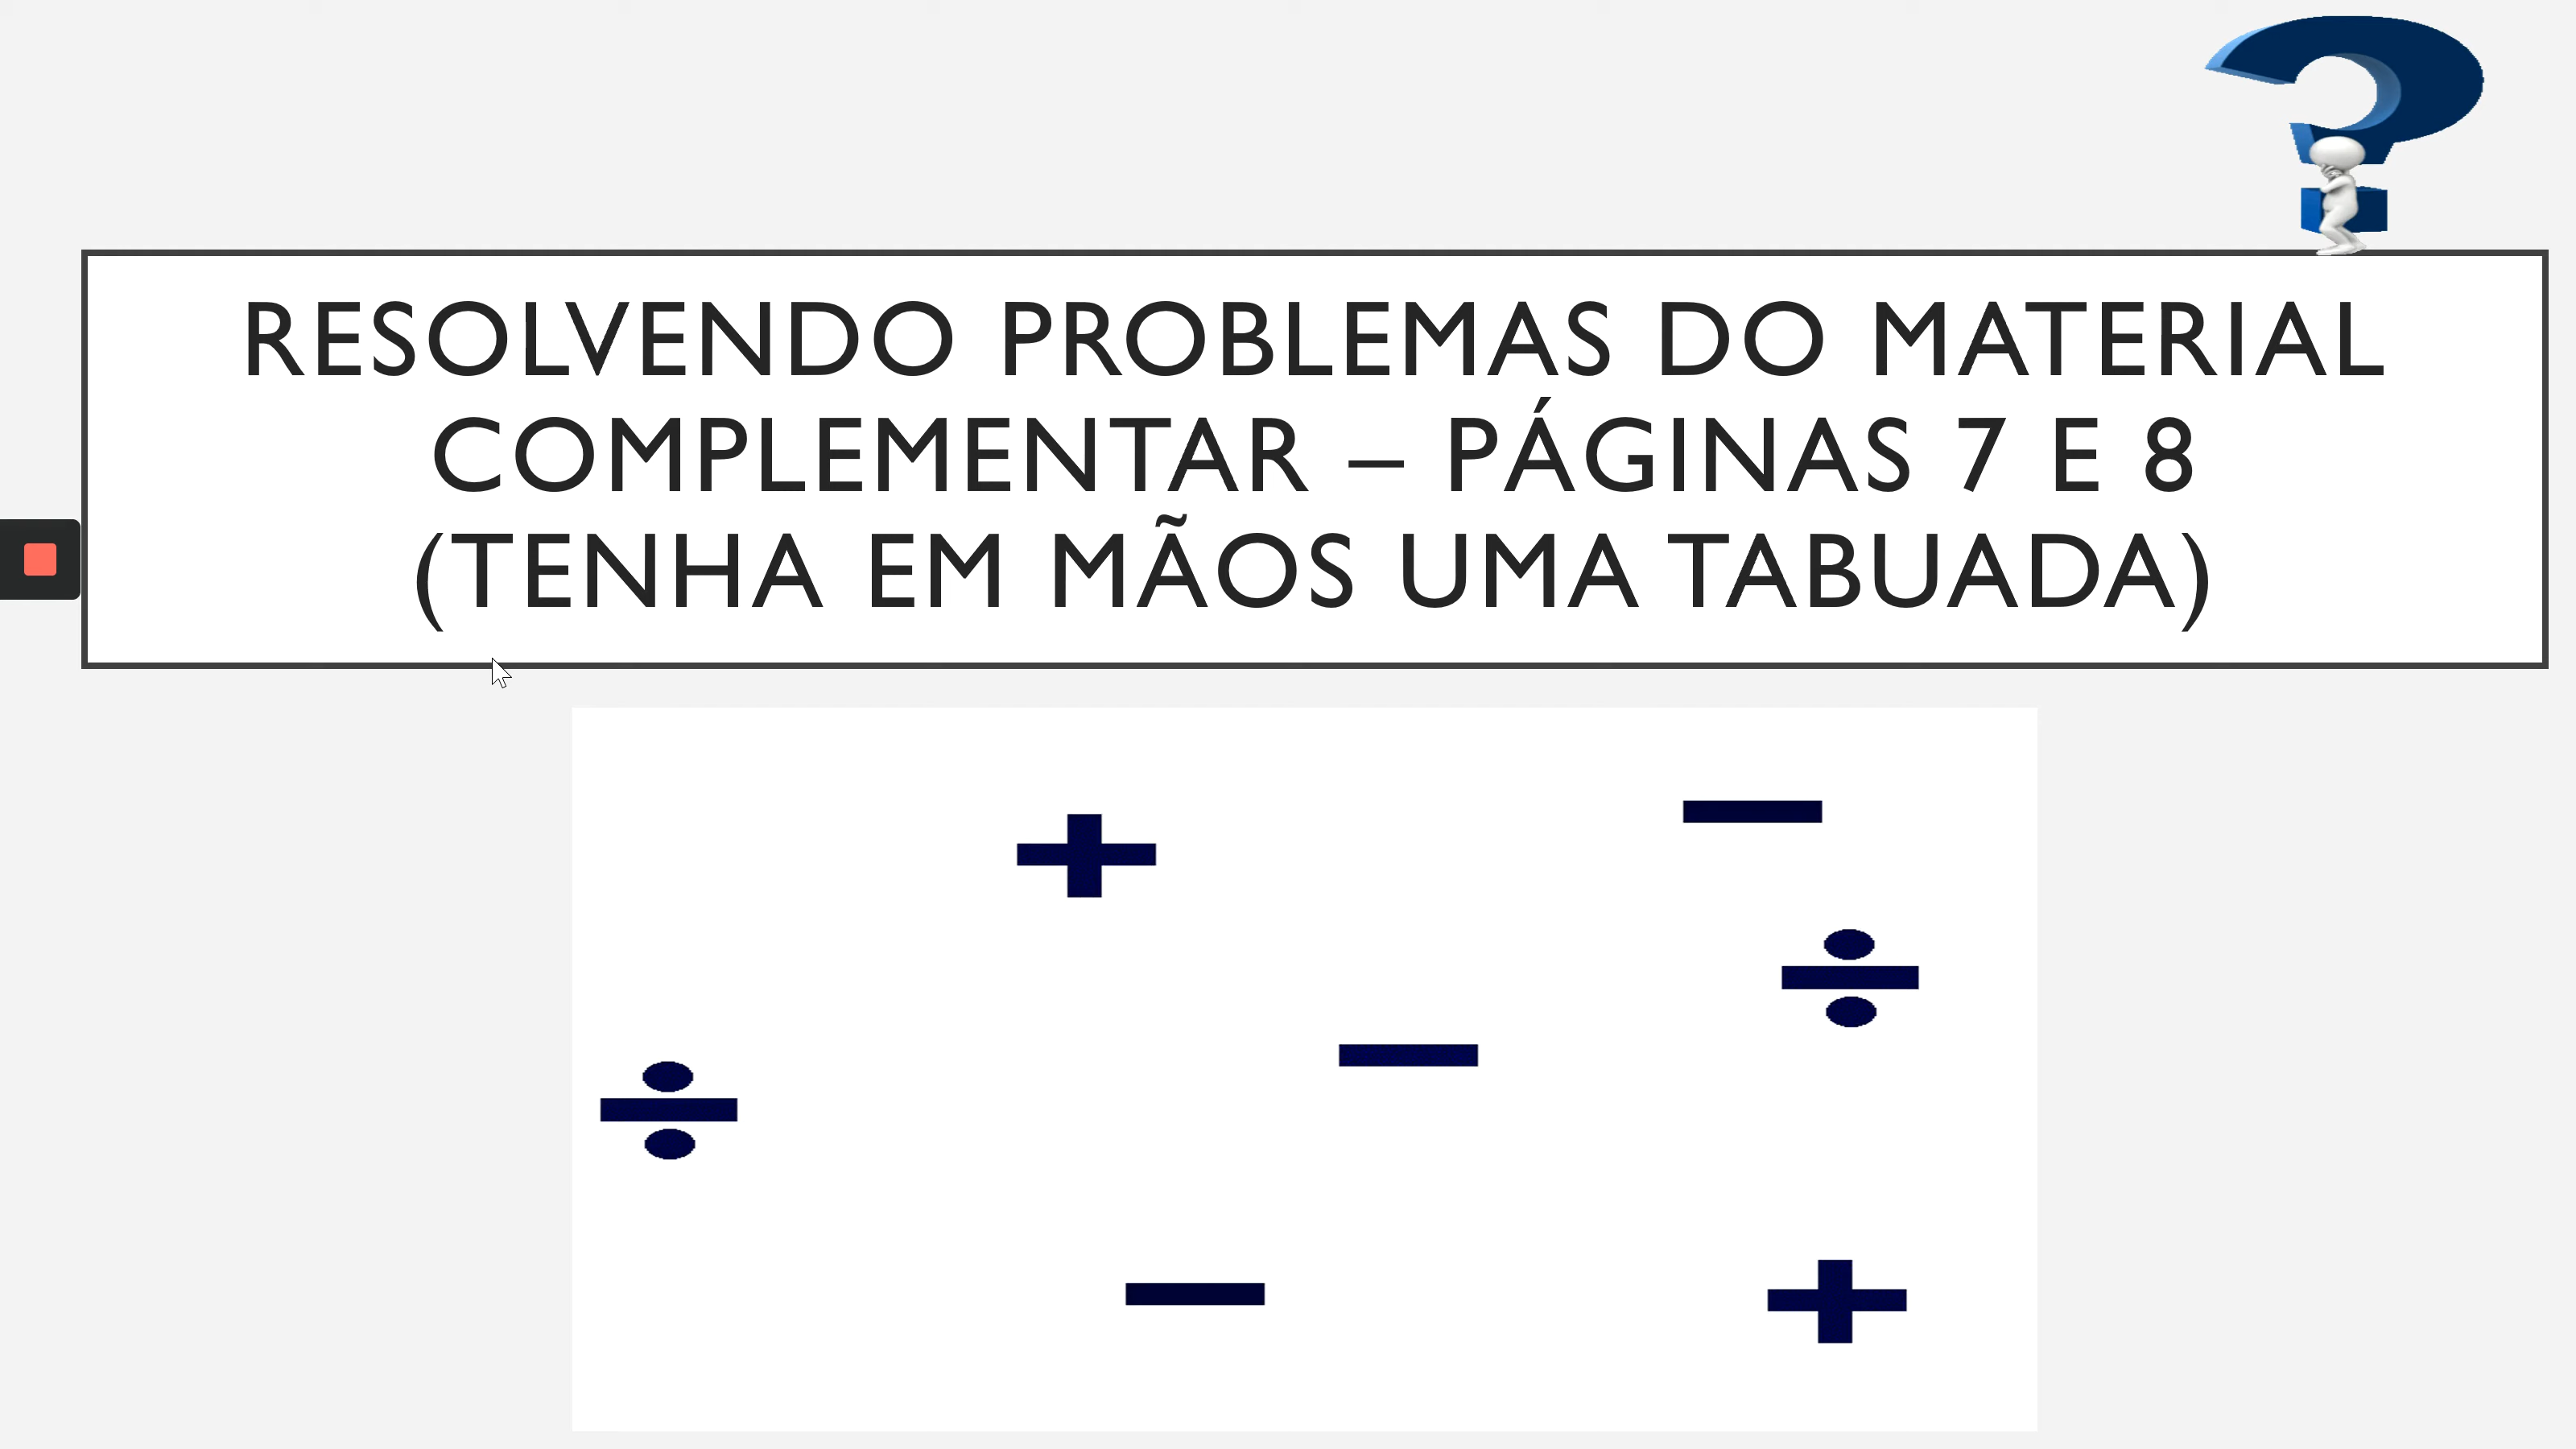 RESOLVENDO PROBLEMAS DO MATERIAL
COMPLEMENTAR – PÁGINAS 7 E 8
(TENHA EM MÃOS UMA TABUADA)